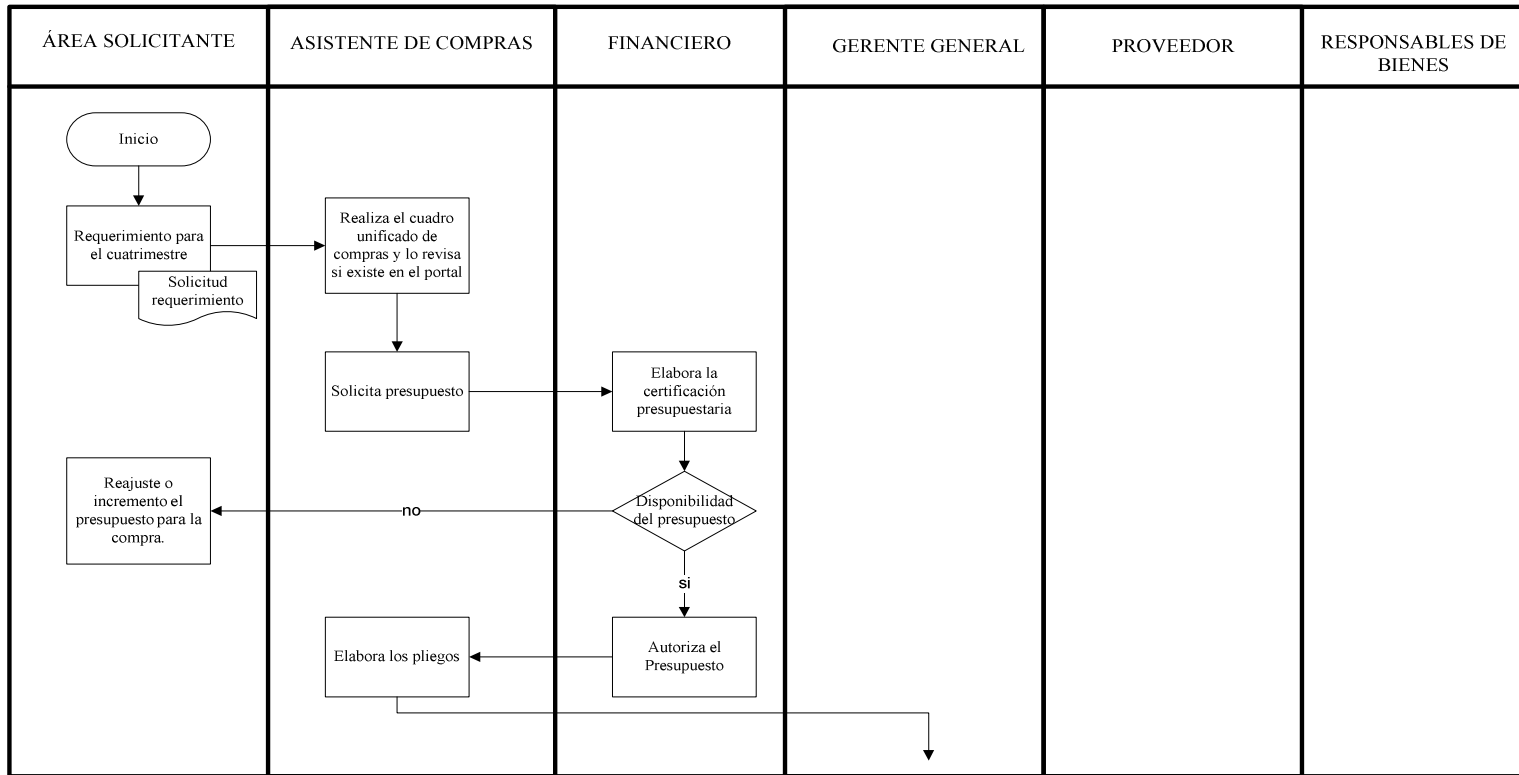 ÁREA SOLICITANTE
ASISTENTE DE COMPRAS
FINANCIERO
GERENTE GENERAL
PROVEEDOR
RESPONSABLES DE
BIENES
Inicio
Requerimiento para
el cuatrimestre
Solicitud
requerimiento
Realiza el cuadro
unificado de
compras y lo revisa
si existe en el portal
Solicita presupuesto
Elabora la
certificación
presupuestaria
Disponibilidad
del presupuesto
no
Reajuste o
incremento el
presupuesto para la
compra.
si
Autoriza el
Presupuesto
Elabora los pliegos